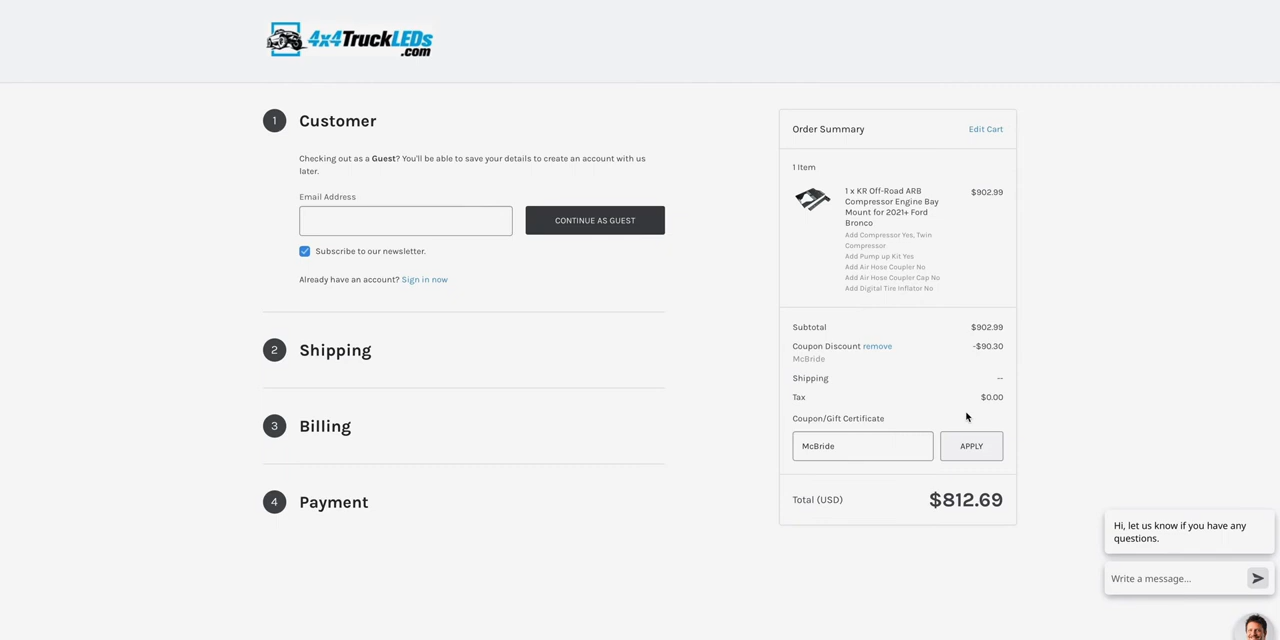 4x4TruckLEDs
.com
1 Customer
Checking out as a Guest? You'll be able to save your details to create an account with us
later.
Email Address
CONTINUE AS GUEST
Subscribe to our newsletter.
Already have an account? Sign in now
2 Shipping
3 Billing
4 Payment
Order Summary Edit Cart
1 Item
1 x KR Off-Road ARB $902.99
Compressor Engine Bay
Mount for 2021+ Ford
Bronco
Add Compressor Yes, Twin
Compressor
Add Pump up Kit Yes
Add Air Hose Coupler No
Add Air Hose Coupler Cap No
Add Digital Tire Inflator No
Subtotal $902.99
Coupon Discount remove -$90.30
McBride
Shipping --
Tax $0.00
Coupon/Gift Certificate
McBride APPLY
Total (USD) $812.69
Hi, let us know if you have any
questions.
Write a message...